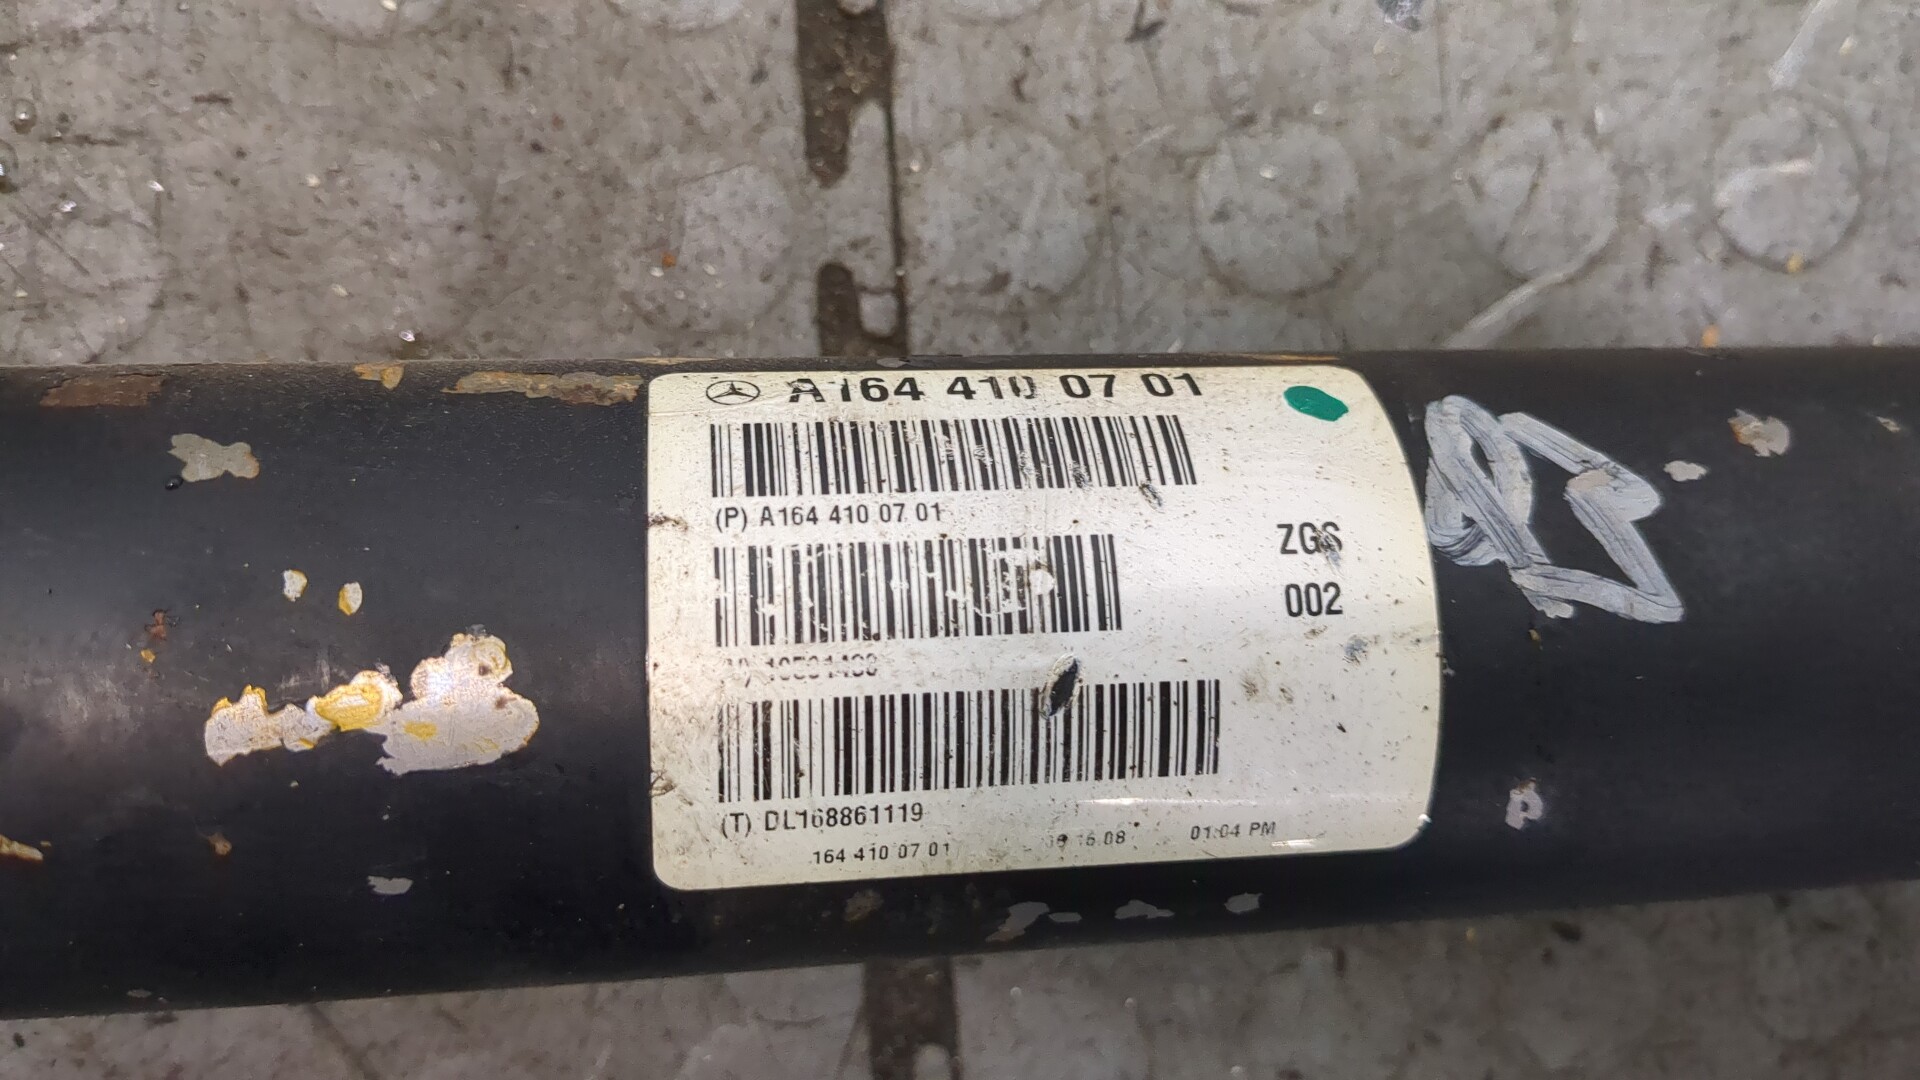 A164 410 07 01
(P) A164 410 07 01
ZGS
002
(T) DL168861119
164 410 07 01 01:04 PM